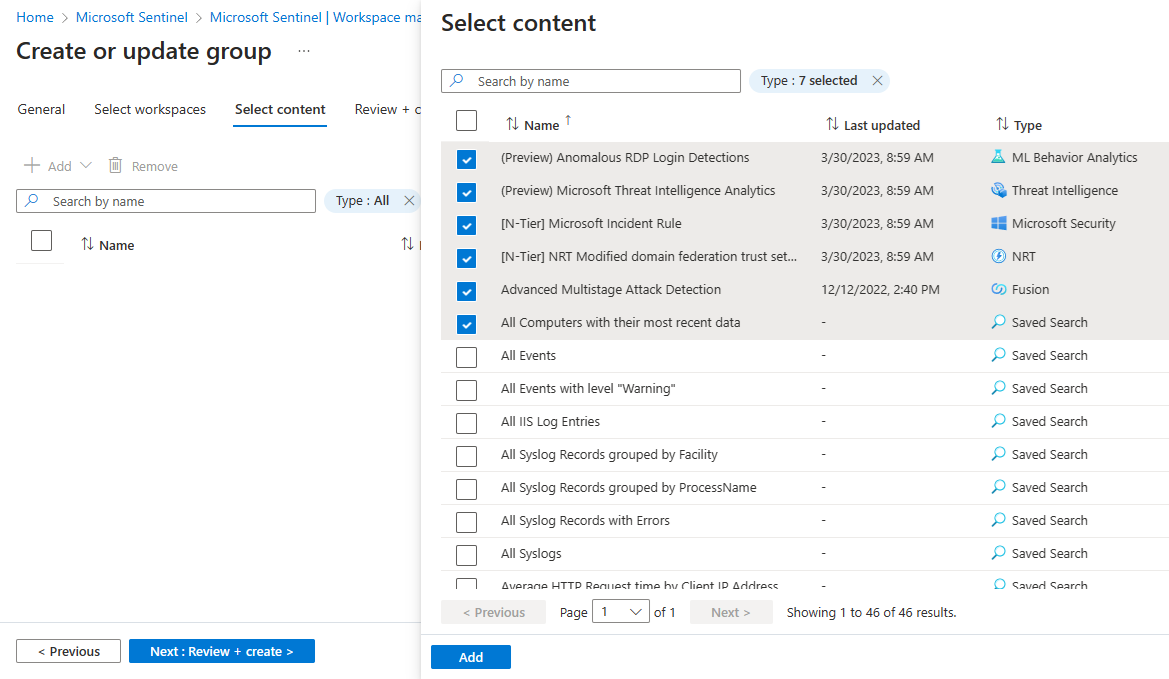 Home > Microsoft Sentinel > Microsoft Sentinel | Workspace ma
Create or update group ...
General Select workspaces Select content Review + c
+ Add Remove
Search by name Type : All ×
Name
Select content
Search by name Type : 7 selected ×
Name ↑ Last updated Type
(Preview) Anomalous RDP Login Detections 3/30/2023, 8:59 AM ML Behavior Analytics
(Preview) Microsoft Threat Intelligence Analytics 3/30/2023, 8:59 AM Threat Intelligence
[N-Tier] Microsoft Incident Rule 3/30/2023, 8:59 AM Microsoft Security
[N-Tier] NRT Modified domain federation trust set... 3/30/2023, 8:59 AM NRT
Advanced Multistage Attack Detection 12/12/2022, 2:40 PM Fusion
All Computers with their most recent data - Saved Search
All Events - Saved Search
All Events with level "Warning" - Saved Search
All IIS Log Entries - Saved Search
All Syslog Records grouped by Facility - Saved Search
All Syslog Records grouped by ProcessName - Saved Search
All Syslog Records with Errors - Saved Search
All Syslogs - Saved Search
Average HTTP Request time by Client IP Address - Saved Search
< Previous Page 1 of 1 Next > Showing 1 to 46 of 46 results.
< Previous Next : Review + create >
Add